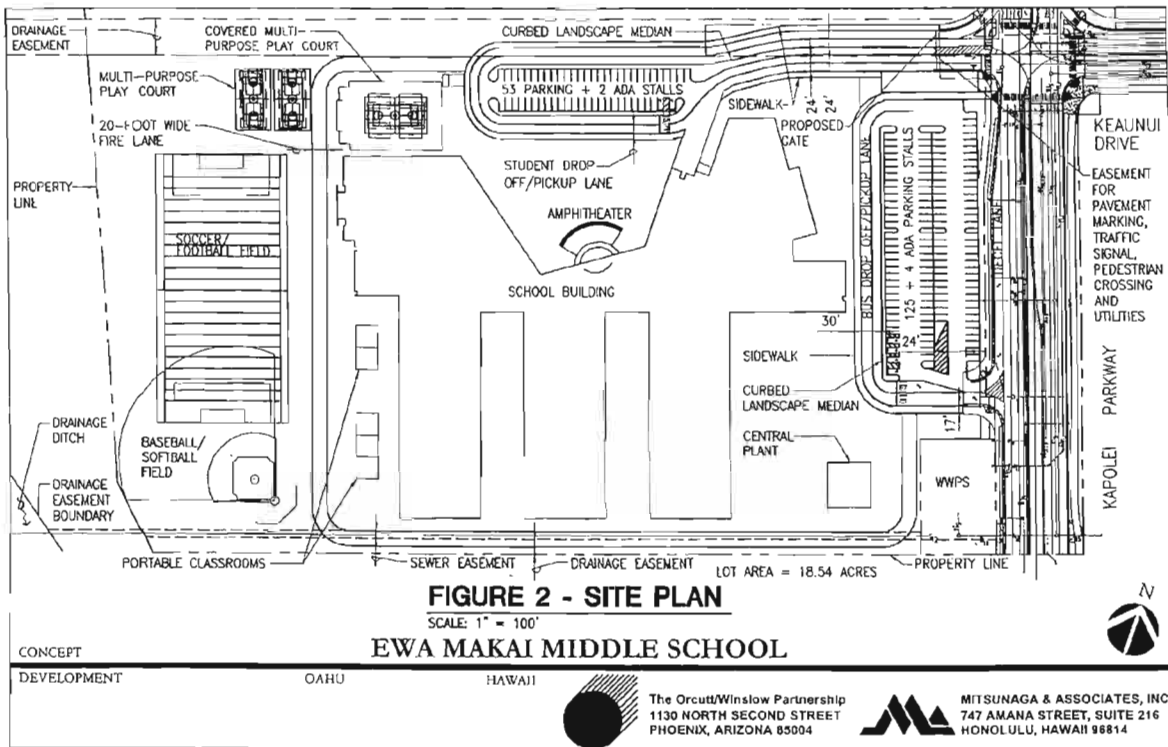 DRAINAGE
EASEMENT
COVERED MULTI-
PURPOSE PLAY COURT
CURBED LANDSCAPE MEDIAN
MULTI-PURPOSE
PLAY COURT
53 PARKING + 2 ADA STALLS
SIDEWALK
24'
24'
PROPOSED
GATE
KEAUNUI
DRIVE
20-FOOT WIDE
FIRE LANE
STUDENT DROP
OFF/PICKUP LANE
PROPERTY
LINE
AMPHITHEATER
EASEMENT
FOR
PAVEMENT
MARKING,
TRAFFIC
SIGNAL,
PEDESTRIAN
CROSSING
AND
UTILITIES
SOCCER/
FOOTBALL FIELD
SCHOOL BUILDING
BUS DROP OFF/PICKUP LANE
125 + 4 ADA PARKING STALLS
30'
24'
SIDEWALK
CURBED
LANDSCAPE MEDIAN
17'
KAPOLEI PARKWAY
DRAINAGE
DITCH
BASEBALL/
SOFTBALL
FIELD
CENTRAL
PLANT
WWPS
DRAINAGE
EASEMENT
BOUNDARY
PORTABLE CLASSROOMS
SEWER EASEMENT
DRAINAGE EASEMENT
LOT AREA = 18.54 ACRES
PROPERTY LINE
FIGURE 2 - SITE PLAN
SCALE: 1" = 100'
N
CONCEPT
EWA MAKAI MIDDLE SCHOOL
DEVELOPMENT
OAHU
HAWAII
The Orcutt/Winslow Partnership
1130 NORTH SECOND STREET
PHOENIX, ARIZONA 85004
MITSUNAGA & ASSOCIATES, INC
747 AMANA STREET, SUITE 216
HONOLULU, HAWAII 96814